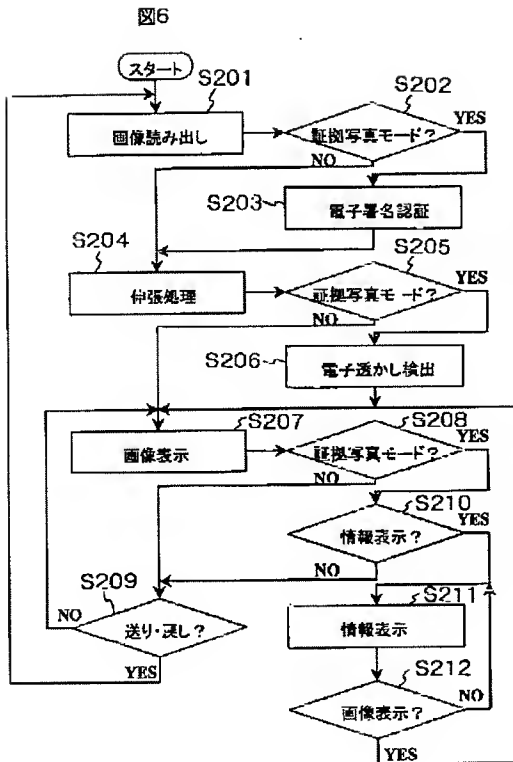 図6
スタート
S201
画像読み出し
S202
証拠写真モード?
YES
NO
S203
電子署名認証
S204
伸張処理
S205
証拠写真モード?
YES
NO
S206
電子透かし検出
S207
画像表示
S208
証拠写真モード?
YES
NO
S210
情報表示?
YES
NO
S209
送り・戻し?
NO
YES
S211
情報表示
S212
画像表示?
NO
YES